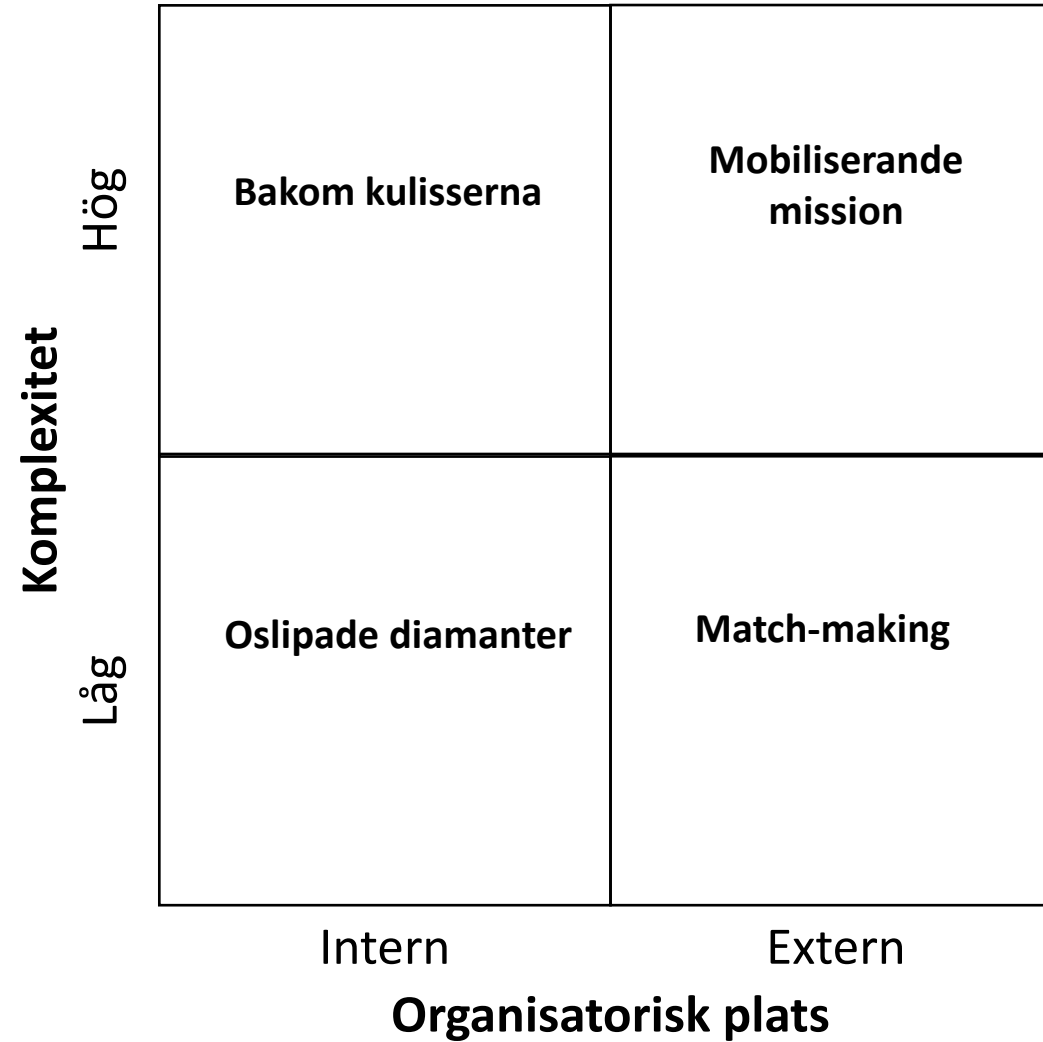 Komplexitet
Hög
Bakom kulisserna
Mobiliserande
mission
Låg
Oslipade diamanter
Match-making
Intern
Extern
Organisatorisk plats